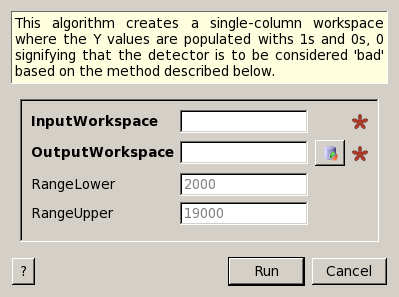 This algorithm creates a single-column workspace
where the Y values are populated withs 1s and 0s, 0
signifying that the detector is to be considered 'bad'
based on the method described below.
InputWorkspace *
OutputWorkspace *
RangeLower 2000
RangeUpper 19000
? Run Cancel